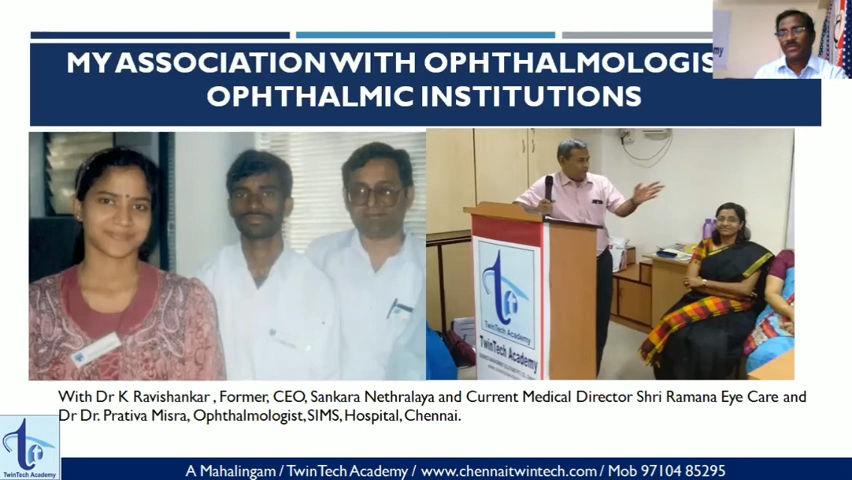 MY ASSOCIATION WITH OPHTHALMOLOGIS
OPHTHALMIC INSTITUTIONS
TwinTech Academy
TwinTech Academy
With Dr K Ravishankar , Former, CEO, Sankara Nethralaya and Current Medical Director Shri Ramana Eye Care and
Dr Dr. Prativa Misra, Ophthalmologist, SIMS, Hospital, Chennai.
TwinTech Academy
A Mahalingam / TwinTech Academy / www.chennaitwintech.com / Mob 97104 85295